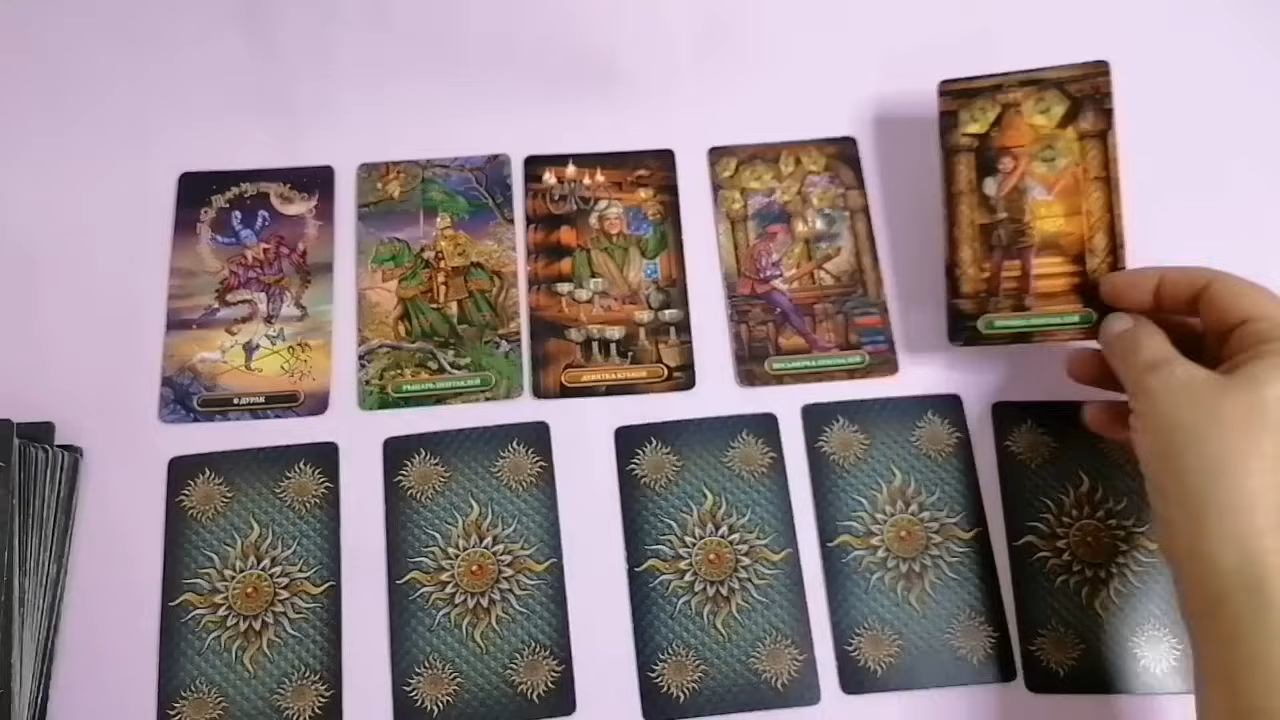 0 ДУРАК
РЫЦАРЬ ПЕНТАКЛЕЙ
ДЕВЯТКА КУБКОВ
ВОСЬМЕРКА ПЕНТАКЛЕЙ